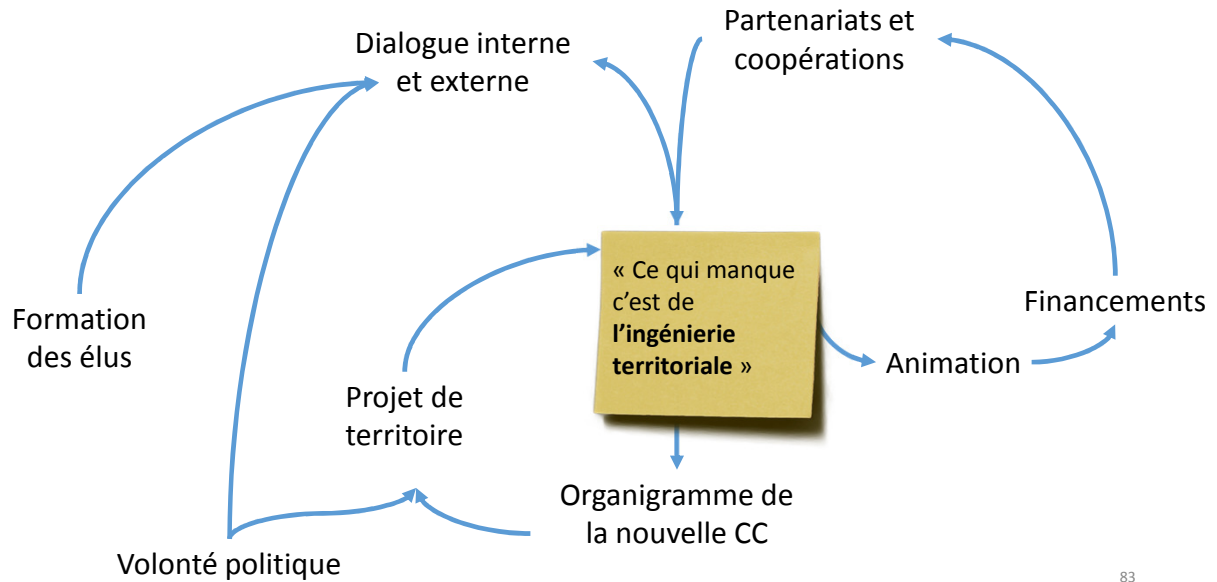 Dialogue interne
et externe
Partenariats et
coopérations
« Ce qui manque
c’est de
l’ingénierie
territoriale »
Formation
des élus
Financements
Animation
Projet de
territoire
Organigramme de
la nouvelle CC
Volonté politique
83